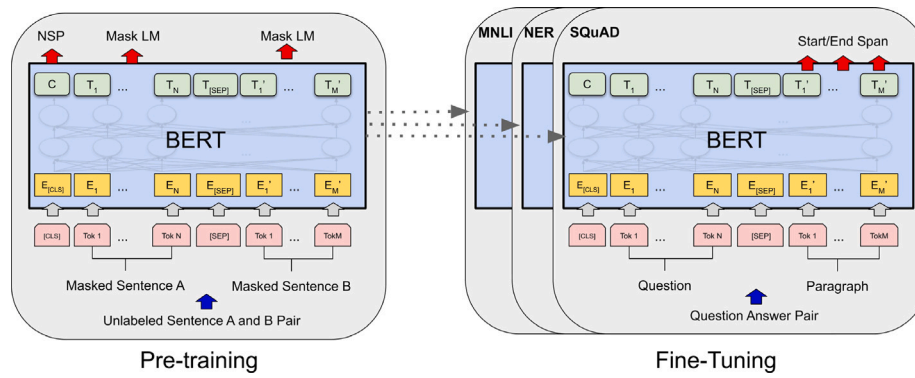 NSP Mask LM Mask LM
C T1 ... TN T[SEP] T1' ... TM'
BERT
E[CLS] E1 ... EN E[SEP] E1' ... EM'
[CLS] Tok 1 ... Tok N [SEP] Tok 1 ... TokM
Masked Sentence A Masked Sentence B
Unlabeled Sentence A and B Pair
Pre-training
MNLI NER SQuAD
Start/End Span
C T1 ... TN T[SEP] T1' ... TM'
BERT
E[CLS] E1 ... EN E[SEP] E1' ... EM'
[CLS] Tok 1 ... Tok N [SEP] Tok 1 ... TokM
Question Paragraph
Question Answer Pair
Fine-Tuning